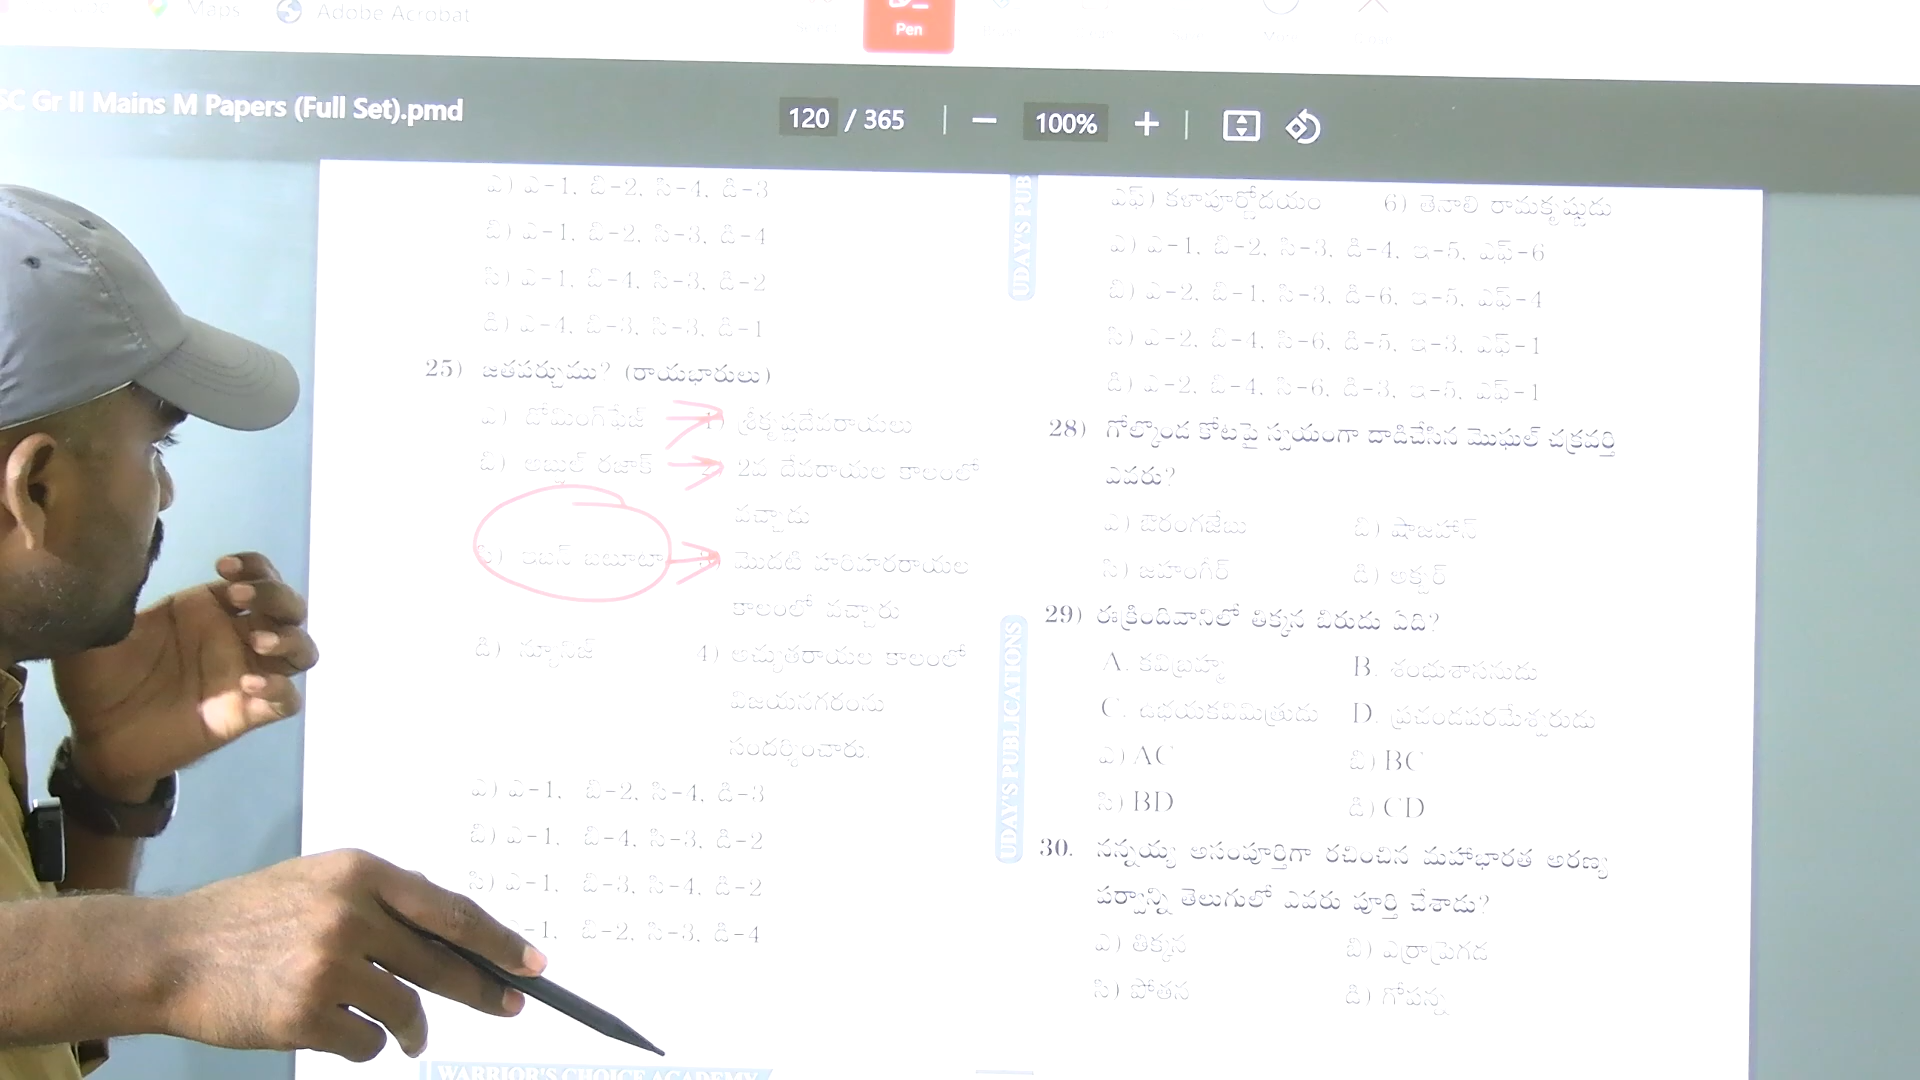 Maps Adobe Acrobat
Pen
SC Gr II Mains M Papers (Full Set).pmd
120 / 365 100%
ఎ) ఎ-1, బి-2, సి-4, డి-3
బి) ఎ-1, బి-2, సి-3, డి-4
సి) ఎ-1, బి-4, సి-3, డి-2
డి) ఎ-4, బి-3, సి-3, డి-1
25) జతపర్చుము? (రాయభారులు)
ఎ) డోమింగ్‌ఫేజ్ 1) శ్రీకృష్ణదేవరాయలు
బి) అబ్దుల్ రజాక్ 2) 2వ దేవరాయల కాలంలో
వచ్చాడు
సి) ఇబన్ బటూటా మొదటి హరిహరరాయల
కాలంలో వచ్చారు
డి) న్యూనిజ్ 4) అచ్యుతరాయల కాలంలో
విజయనగరంను
సందర్శించారు.
ఎ) ఎ-1, బి-2, సి-4, డి-3
బి) ఎ-1, బి-4, సి-3, డి-2
సి) ఎ-1, బి-3, సి-4, డి-2
-1, బి-2, సి-3, డి-4
WARRIOR'S CHOICE ACADEMY
UDAY'S PUB
UDAY'S PUBLICATIONS
ఎఫ్) కళాపూర్ణోదయం 6) తెనాలి రామకృష్ణుడు
ఎ) ఎ-1, బి-2, సి-3, డి-4, ఇ-5, ఎఫ్-6
బి) ఎ-2, బి-1, సి-3, డి-6, ఇ-5, ఎఫ్-4
సి) ఎ-2, బి-4, సి-6, డి-5, ఇ-3, ఎఫ్-1
డి) ఎ-2, బి-4, సి-6, డి-3, ఇ-5, ఎఫ్-1
28) గోల్కొండ కోటపై స్వయంగా దాడిచేసిన మొఘుల్ చక్రవర్తి
ఎవరు?
ఎ) ఔరంగజేబు బి) షాజహాన్
సి) జహంగీర్ డి) అక్బర్
29) ఈక్రిందివానిలో తిక్కన బిరుదు ఏది?
A. కవిబ్రహ్మ B. శంభుశాసనుడు
C. ఉభయకవిమిత్రుడు D. ప్రచండపరమేశ్వరుడు
ఎ) AC బి) BC
సి) BD డి) CD
30. నన్నయ్య అసంపూర్తిగా రచించిన మహాభారత అరణ్య
పర్వాన్ని తెలుగులో ఎవరు పూర్తి చేశాడు?
ఎ) తిక్కన బి) ఎర్రాప్రెగడ
సి) పోతన డి) గోపన్న